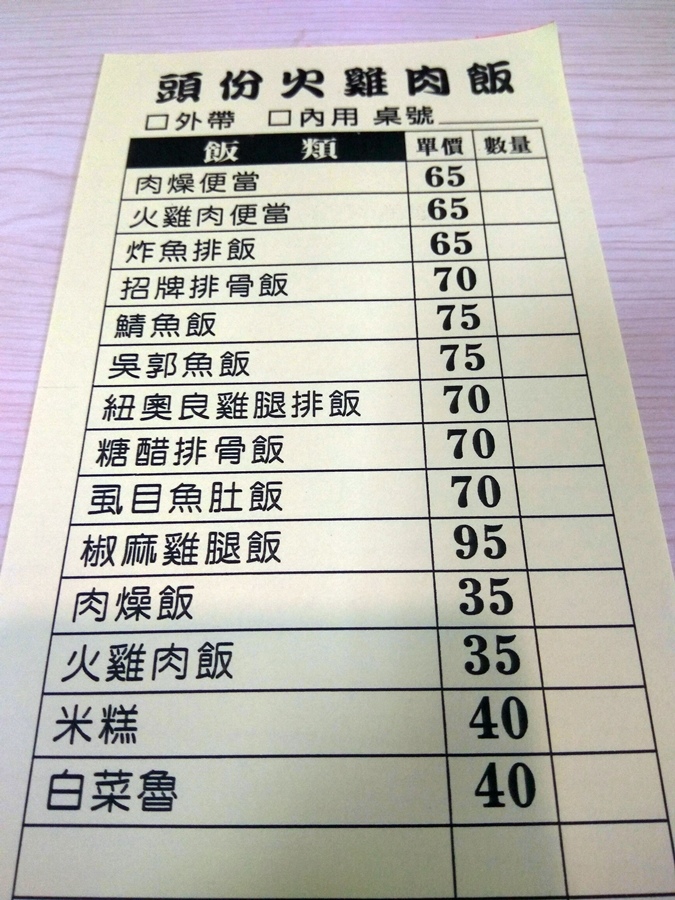 頭份火雞肉飯
□外帶 □內用 桌號
飯類 單價 數量
肉燥便當 65
火雞肉便當 65
炸魚排飯 65
招牌排骨飯 70
鯖魚飯 75
吳郭魚飯 75
紐奧良雞腿排飯 70
糖醋排骨飯 70
虱目魚肚飯 70
椒麻雞腿飯 95
肉燥飯 35
火雞肉飯 35
米糕 40
白菜魯 40